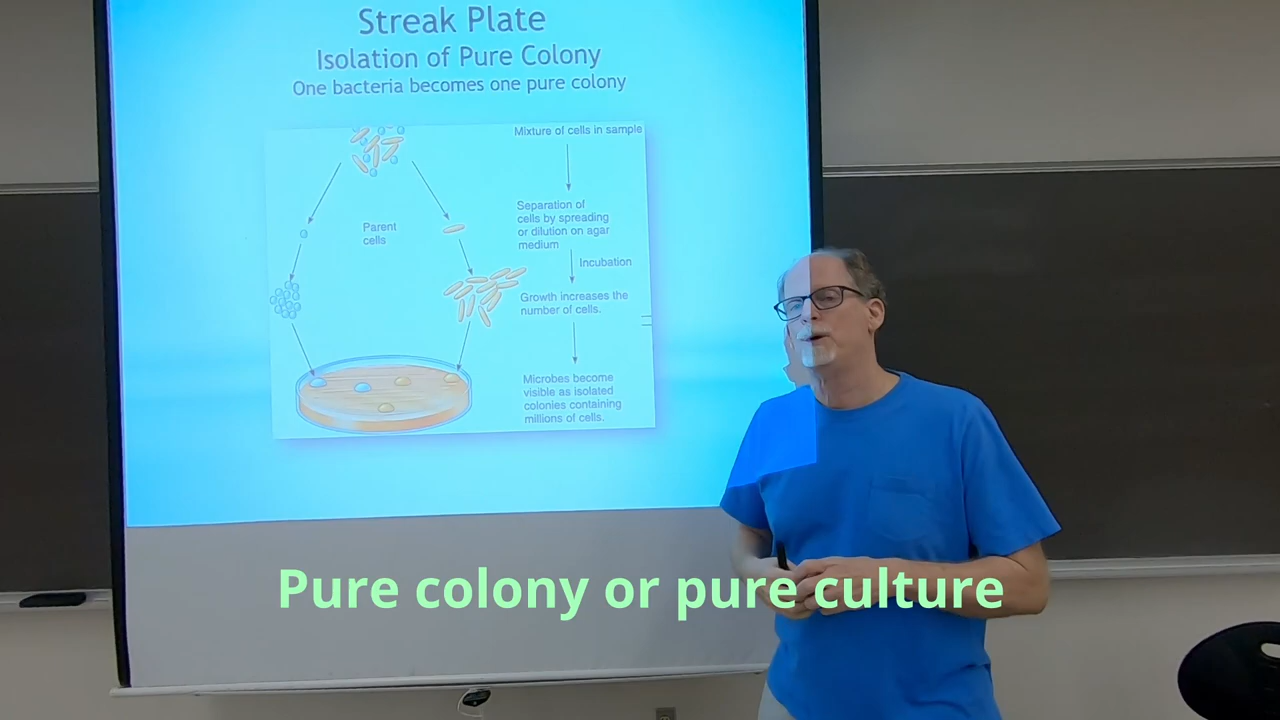 Streak Plate
Isolation of Pure Colony
One bacteria becomes one pure colony
Mixture of cells in sample
Separation of
cells by spreading
or dilution on agar
medium
Parent
cells
Incubation
Growth increases the
number of cells.
Microbes become
visible as isolated
colonies containing
millions of cells.
Pure colony or pure culture